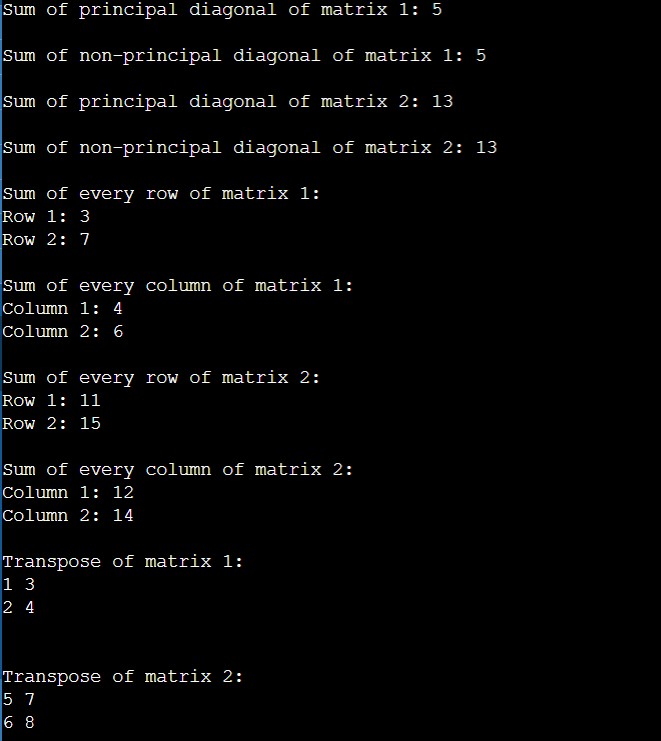 Sum of principal diagonal of matrix 1: 5
Sum of non-principal diagonal of matrix 1: 5
Sum of principal diagonal of matrix 2: 13
Sum of non-principal diagonal of matrix 2: 13
Sum of every row of matrix 1:
Row 1: 3
Row 2: 7
Sum of every column of matrix 1:
Column 1: 4
Column 2: 6
Sum of every row of matrix 2:
Row 1: 11
Row 2: 15
Sum of every column of matrix 2:
Column 1: 12
Column 2: 14
Transpose of matrix 1:
1 3
2 4
Transpose of matrix 2:
5 7
6 8